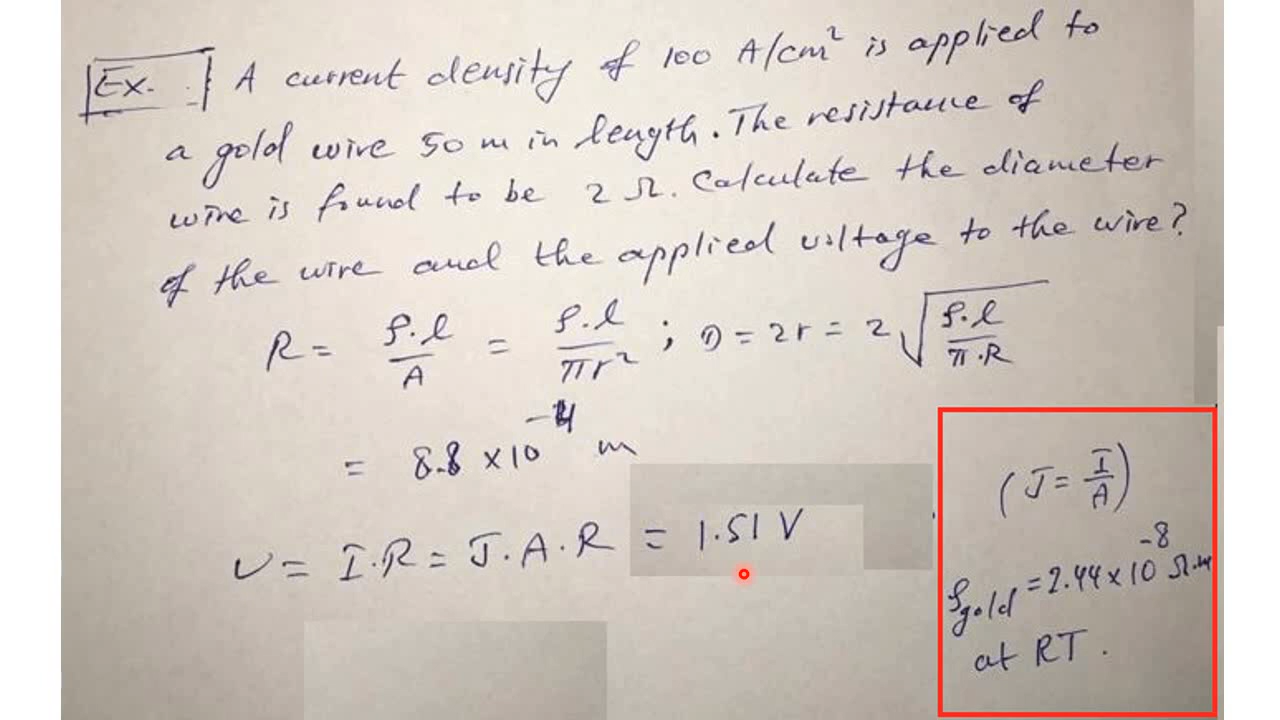 Ex. A current density of 100 A/cm² is applied to
a gold wire 50 m in length. The resistance of
wire is found to be 2 Ω. Calculate the diameter
of the wire and the applied voltage to the wire?
R = ρ.l/A = ρ.l/πr² ; D = 2r = 2√(ρ.l/π.R)
= 8.8 × 10⁻⁴ m
U = I.R = J.A.R = 1.51 V
(J = I/A)
ρgold = 2.44 × 10⁻⁸ Ω.m
at RT.